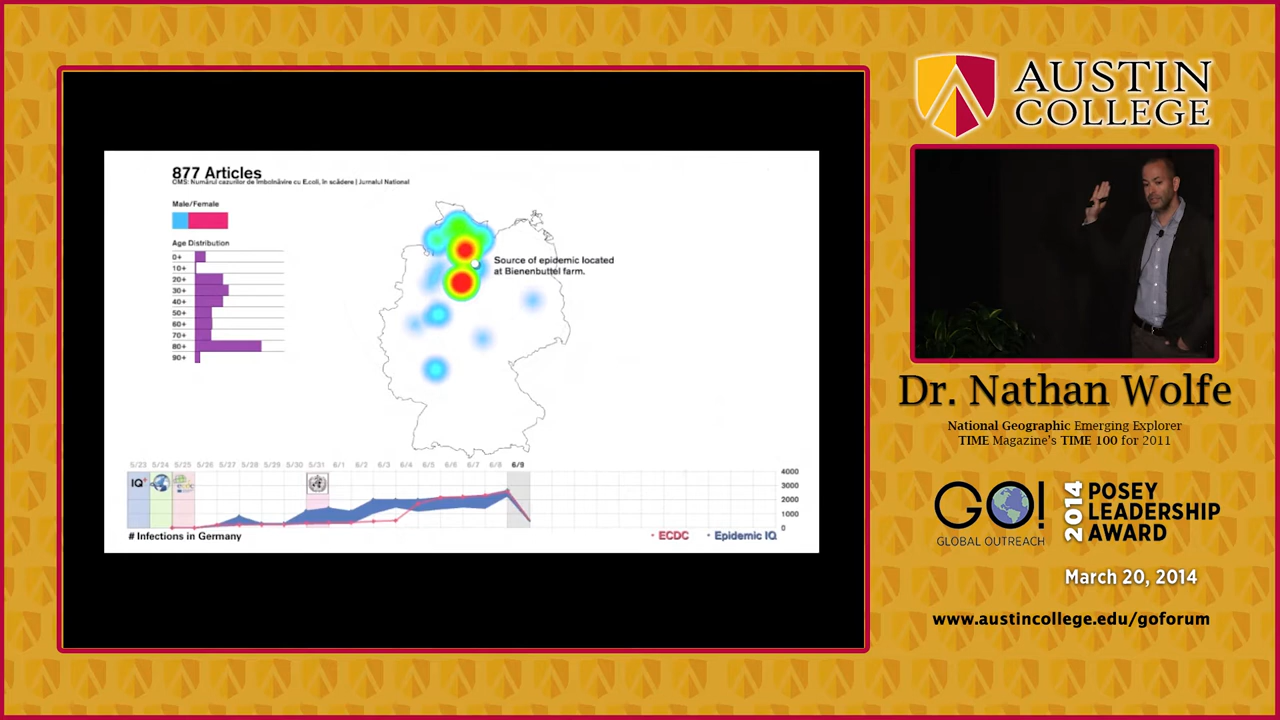 877 Articles
OMS: Numărul cazurilor de îmbolnăvire cu E.coli, în scădere | Jurnalul Național
Male/Female
Age Distribution
0+
10+
20+
30+
40+
50+
60+
70+
80+
90+
Source of epidemic located
at Bienenbuttel farm.
5/23 5/24 5/25 5/26 5/27 5/28 5/29 5/30 5/31 6/1 6/2 6/3 6/4 6/5 6/6 6/7 6/8 6/9
IQ+
4000
3000
2000
1000
0
# Infections in Germany
• ECDC • Epidemic IQ
AUSTIN
COLLEGE
Dr. Nathan Wolfe
National Geographic Emerging Explorer
TIME Magazine's TIME 100 for 2011
GO!
GLOBAL OUTREACH
2014
POSEY
LEADERSHIP
AWARD
March 20, 2014
www.austincollege.edu/goforum